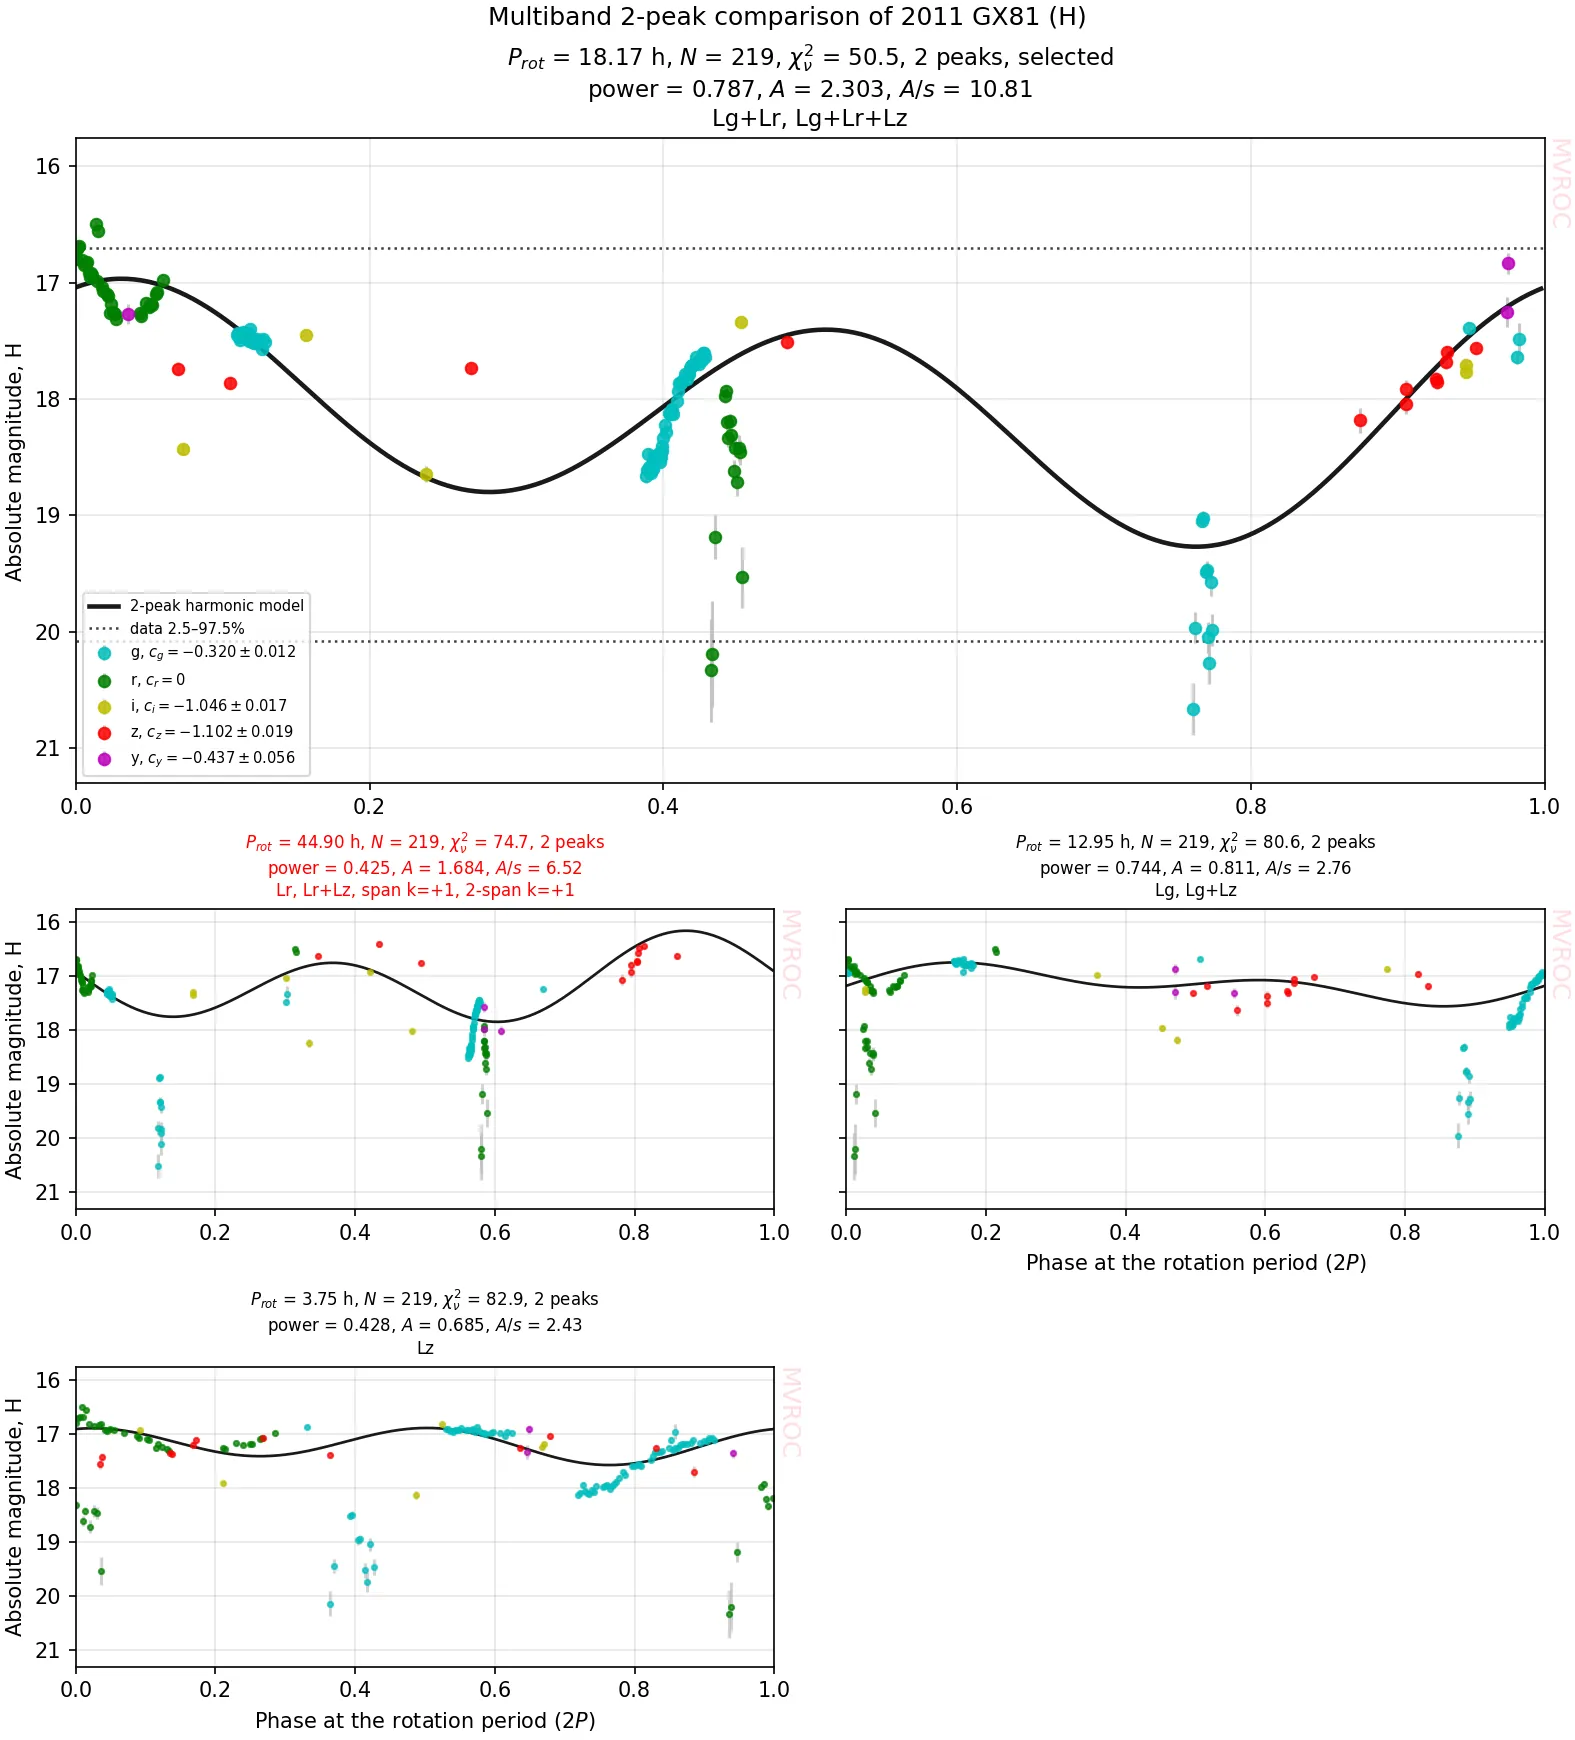 Multiband 2-peak comparison of 2011 GX81 (H)
P_rot = 18.17 h, N = 219, χ²_ν = 50.5, 2 peaks, selected
power = 0.787, A = 2.303, A/s = 10.81
Lg+Lr, Lg+Lr+Lz
16
17
18
19
20
21
Absolute magnitude, H
MVROC
2-peak harmonic model
data 2.5–97.5%
g, c_g = −0.320 ± 0.012
r, c_r = 0
i, c_i = −1.046 ± 0.017
z, c_z = −1.102 ± 0.019
y, c_y = −0.437 ± 0.056
0.0 0.2 0.4 0.6 0.8 1.0
P_rot = 44.90 h, N = 219, χ²_ν = 74.7, 2 peaks
power = 0.425, A = 1.684, A/s = 6.52
Lr, Lr+Lz, span k=+1, 2-span k=+1
16
17
18
19
20
21
Absolute magnitude, H
MVROC
0.0 0.2 0.4 0.6 0.8 1.0
P_rot = 12.95 h, N = 219, χ²_ν = 80.6, 2 peaks
power = 0.744, A = 0.811, A/s = 2.76
Lg, Lg+Lz
MVROC
0.0 0.2 0.4 0.6 0.8 1.0
Phase at the rotation period (2P)
P_rot = 3.75 h, N = 219, χ²_ν = 82.9, 2 peaks
power = 0.428, A = 0.685, A/s = 2.43
Lz
16
17
18
19
20
21
Absolute magnitude, H
MVROC
0.0 0.2 0.4 0.6 0.8 1.0
Phase at the rotation period (2P)